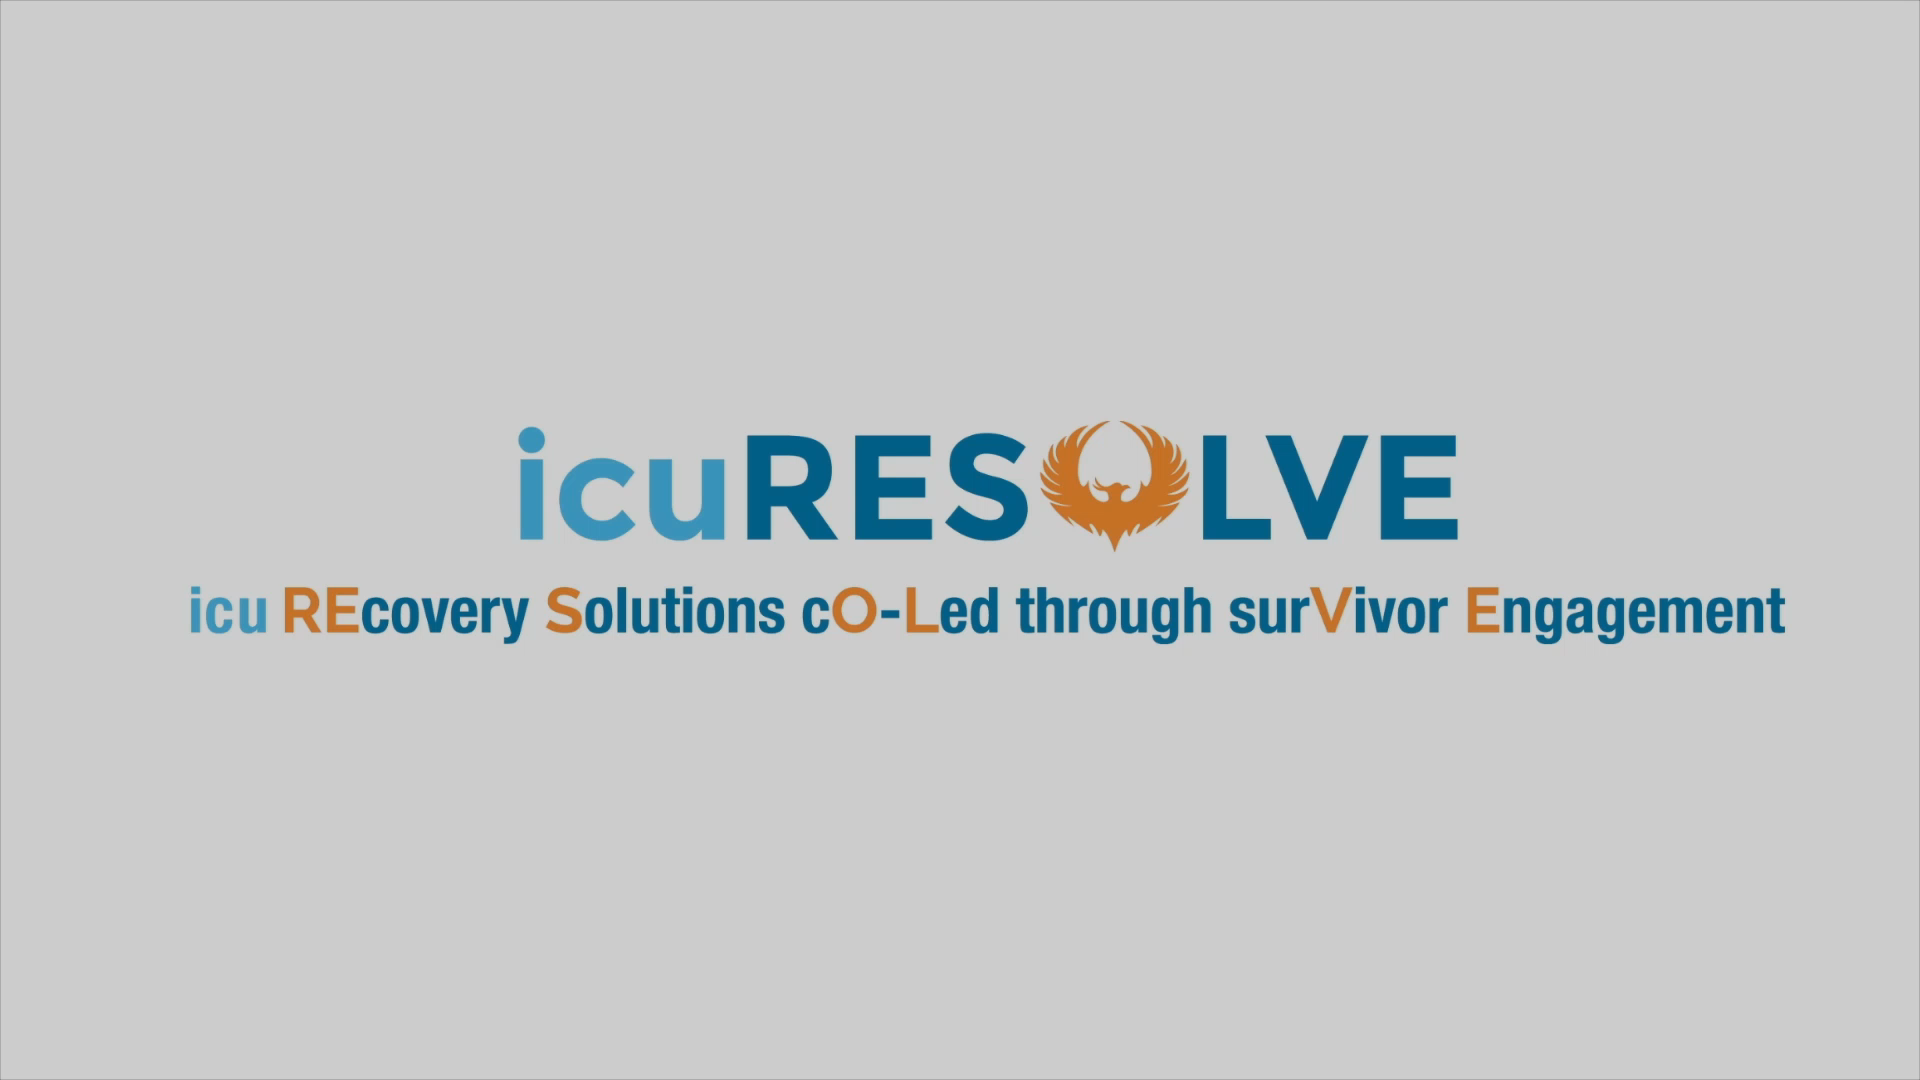 icuRESOLVE
icu REcovery Solutions cO-Led through surVivor Engagement